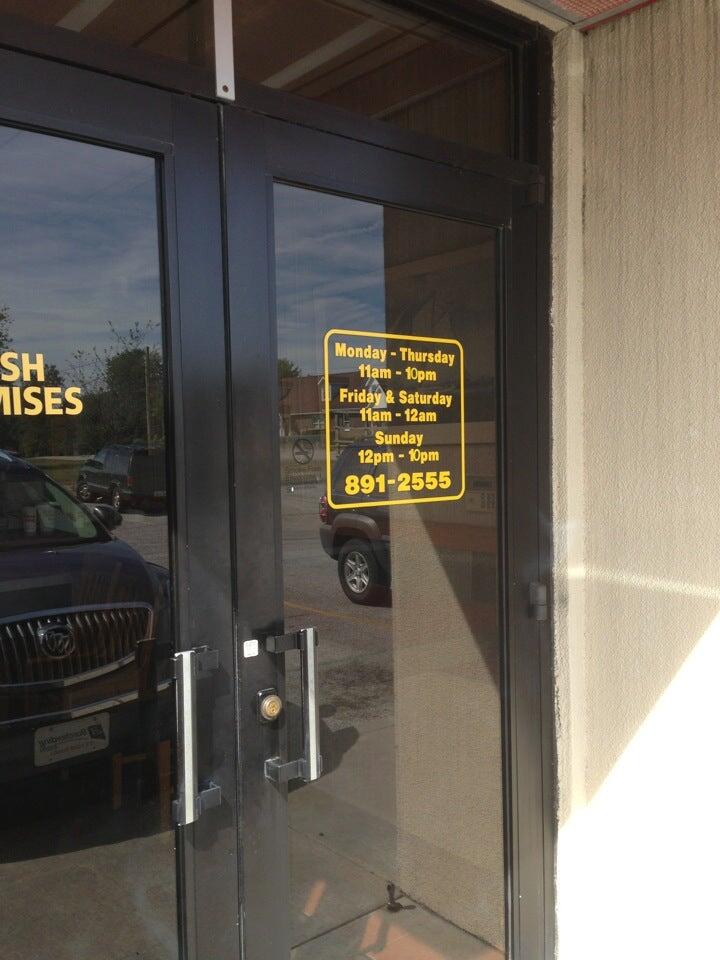 SH
MISES
Monday - Thursday
11am - 10pm
Friday & Saturday
11am - 12am
Sunday
12pm - 10pm
891-2555